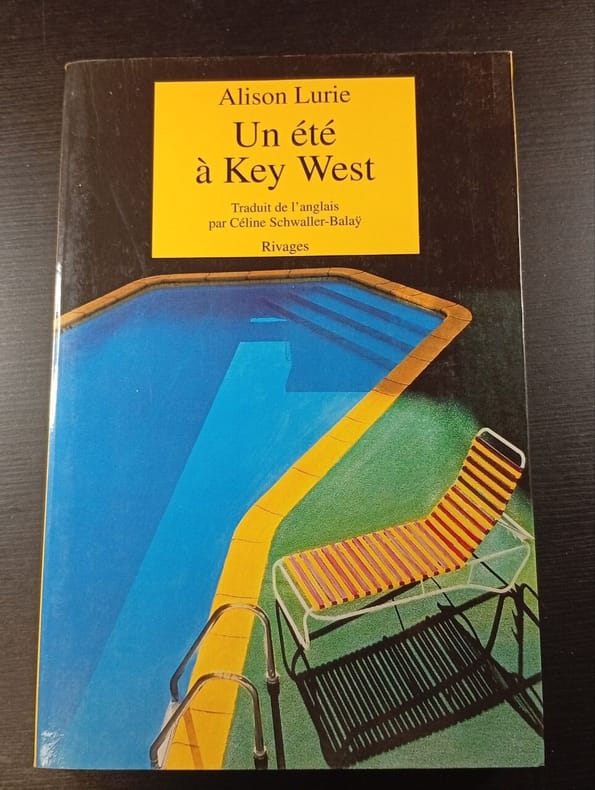 Alison Lurie
Un été
à Key West
Traduit de l'anglais
par Céline Schwaller-Balaÿ
Rivages